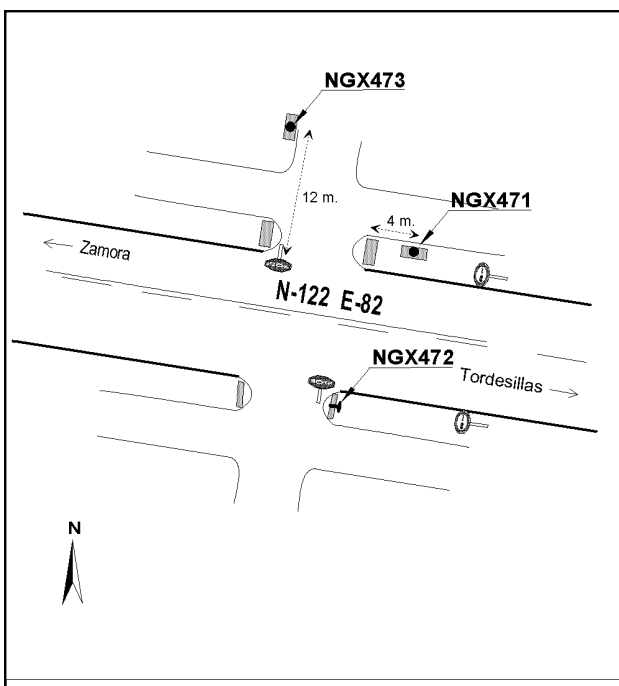 NGX473
12 m.
NGX471
4 m.
Zamora
N-122 E-82
NGX472
Tordesillas
N